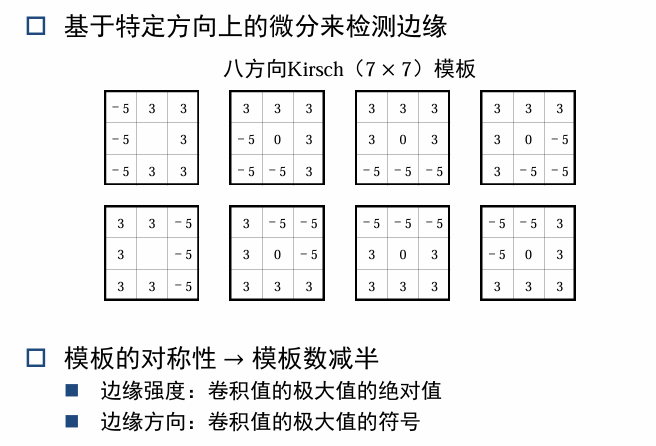 基于特定方向上的微分来检测边缘
八方向Kirsch（7 × 7）模板
-5 3 3 3 3 3 3 3 3 3 3 3
-5 3 -5 0 3 3 0 3 3 0 -5
-5 3 3 -5 -5 3 -5 -5 -5 3 -5 -5
3 3 -5 3 -5 -5 -5 -5 -5 -5 -5 3
3 -5 3 0 -5 3 0 3 -5 0 3
3 3 -5 3 3 3 3 3 3 3 3 3
模板的对称性 → 模板数减半
边缘强度：卷积值的极大值的绝对值
边缘方向：卷积值的极大值的符号